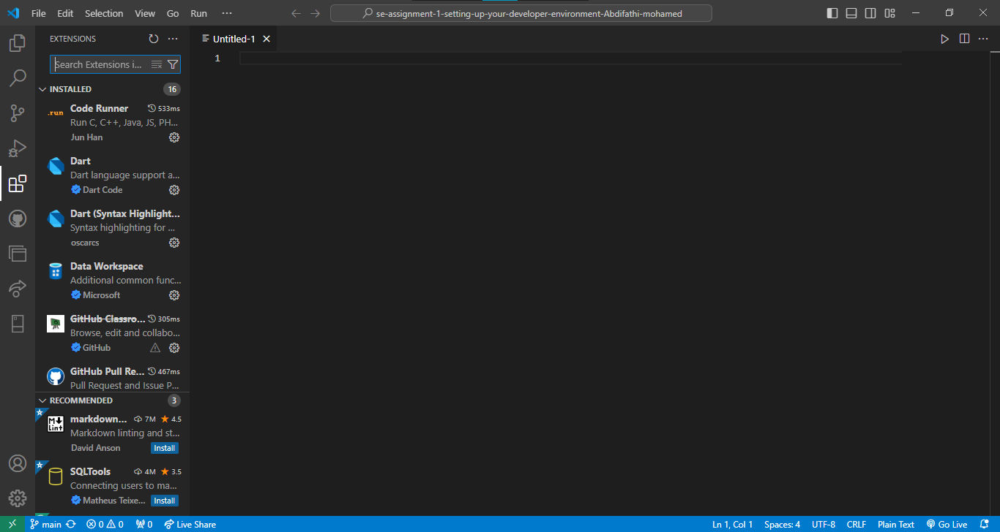 File Edit Selection View Go Run ···
se-assignment-1-setting-up-your-developer-environment-Abdifathi-mohamed
EXTENSIONS
Untitled-1
Search Extensions i...
1
INSTALLED 16
.run
Code Runner 533ms
Run C, C++, Java, JS, PH...
Jun Han
Dart
Dart language support a...
Dart Code
Dart (Syntax Highlight...
Syntax highlighting for ...
oscarcs
Data Workspace
Additional common func...
Microsoft
GitHub Classro... 305ms
Browse, edit and collabo...
GitHub
GitHub Pull Re... 467ms
Pull Request and Issue P...
RECOMMENDED 3
M Lint
markdown... 7M 4.5
Markdown linting and st...
David Anson Install
SQLTools 4M 3.5
Connecting users to ma...
Matheus Teixe... Install
main 0 0 0 Live Share
Ln 1, Col 1 Spaces: 4 UTF-8 CRLF Plain Text Go Live